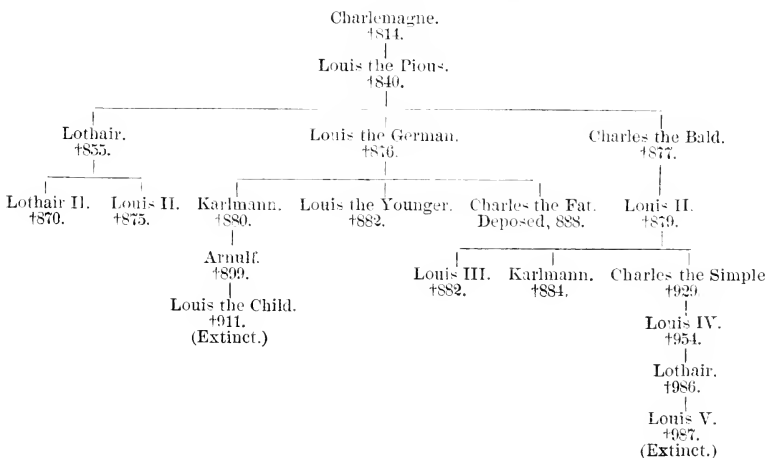 Charlemagne.
†814.
Louis the Pious.
†840.
Lothair. Louis the German. Charles the Bald.
†855. †876. †877.
Lothair II. Louis II. Karlmann. Louis the Younger. Charles the Fat. Louis II.
†870. †875. †880. †882. Deposed, 888. †879.
Arnulf. Louis III. Karlmann. Charles the Simple
†899. †882. †884. †929
Louis the Child. Louis IV.
†911. †954.
(Extinct.) Lothair.
†986.
Louis V.
†987.
(Extinct.)